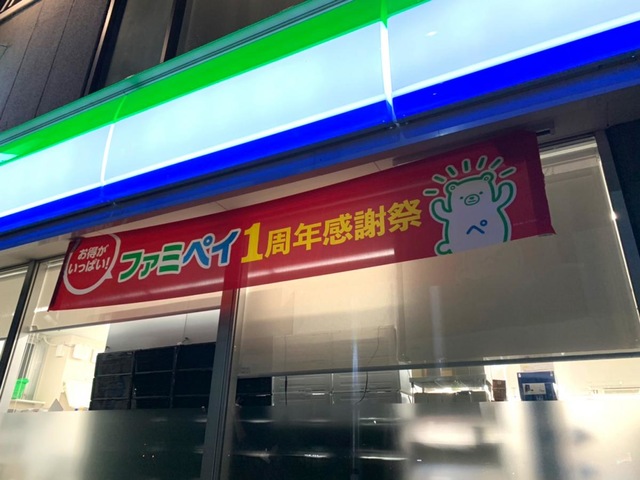 お得が
いっぱい!
ファミペイ1周年感謝祭
ペ